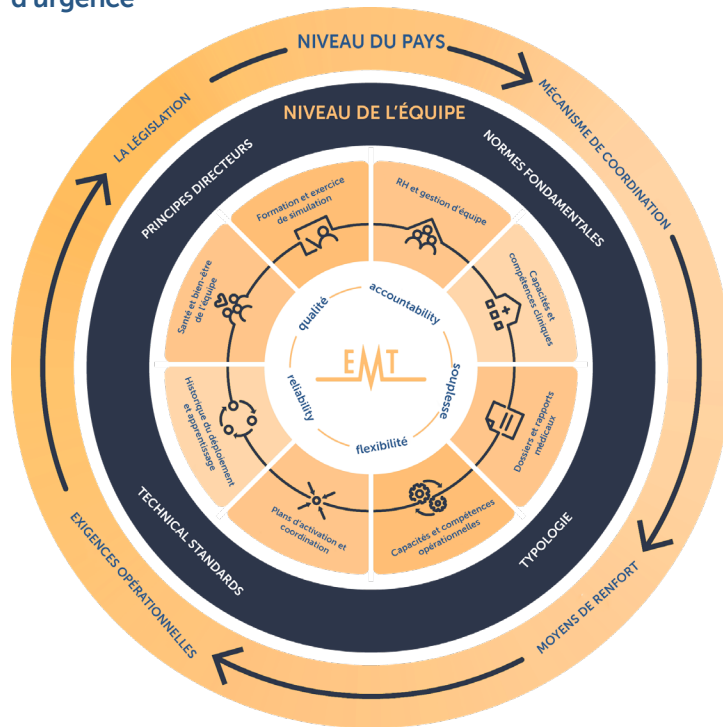 d'urgence
NIVEAU DU PAYS
MÉCANISME DE COORDINATION
MOYENS DE RENFORT
EXIGENCES OPÉRATIONNELLES
LA LÉGISLATION
NIVEAU DE L'ÉQUIPE
NORMES FONDAMENTALES
TYPOLOGIE
TECHNICAL STANDARDS
PRINCIPES DIRECTEURS
Formation et exercice
de simulation
RH et gestion d'équipe
Capacités et
compétences cliniques
Dossiers et rapports
médicaux
Capacités et compétences
opérationnelles
Plans d'activation et
coordination
Historique du déploiement
et apprentissage
Santé et bien-être
de l'équipe
qualité
accountability
souplesse
flexibilité
reliability
EMT